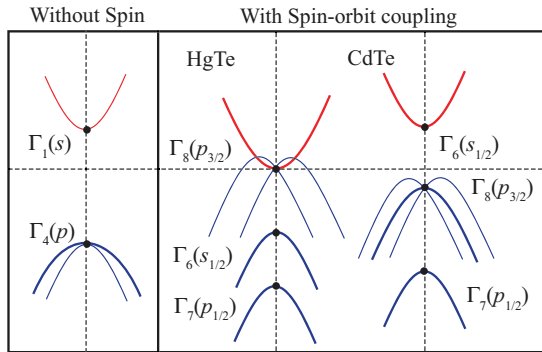 Without Spin
With Spin-orbit coupling
HgTe
CdTe
Γ₁(s)
Γ₄(p)
Γ₈(p₃/₂)
Γ₆(s₁/₂)
Γ₇(p₁/₂)
Γ₆(s₁/₂)
Γ₈(p₃/₂)
Γ₇(p₁/₂)